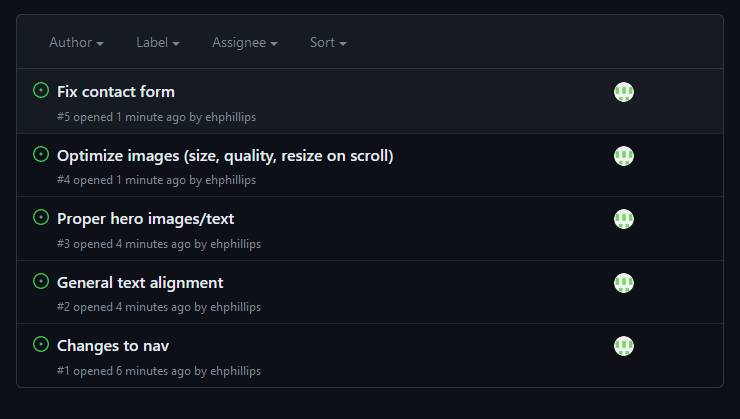 Author Label Assignee Sort
Fix contact form
#5 opened 1 minute ago by ehphillips
Optimize images (size, quality, resize on scroll)
#4 opened 1 minute ago by ehphillips
Proper hero images/text
#3 opened 4 minutes ago by ehphillips
General text alignment
#2 opened 4 minutes ago by ehphillips
Changes to nav
#1 opened 6 minutes ago by ehphillips